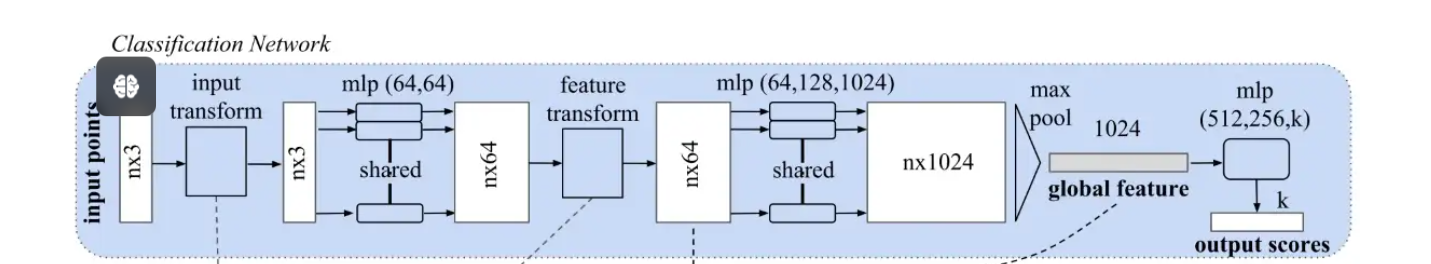 Classification Network
input points
nx3
input
transform
nx3
mlp (64,64)
shared
nx64
feature
transform
nx64
mlp (64,128,1024)
shared
nx1024
max
pool
1024
global feature
mlp
(512,256,k)
k
output scores